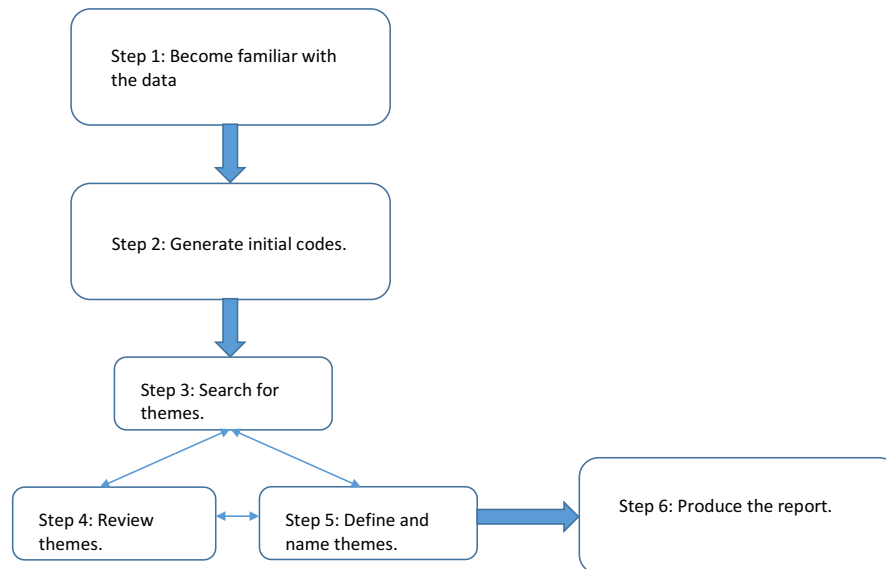 Step 1: Become familiar with
the data
Step 2: Generate initial codes.
Step 3: Search for
themes.
Step 4: Review
themes.
Step 5: Define and
name themes.
Step 6: Produce the report.